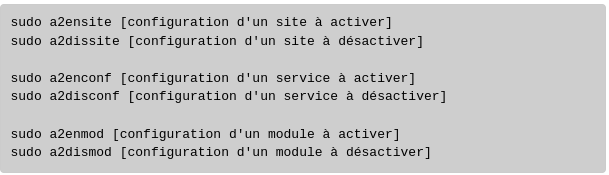 sudo a2ensite [configuration d'un site à activer]
sudo a2dissite [configuration d'un site à désactiver]
sudo a2enconf [configuration d'un service à activer]
sudo a2disconf [configuration d'un service à désactiver]
sudo a2enmod [configuration d'un module à activer]
sudo a2dismod [configuration d'un module à désactiver]